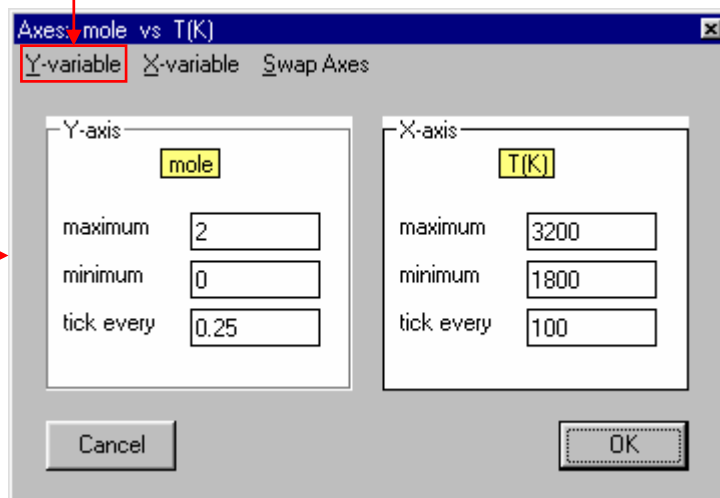 Axes: mole vs T(K)
Y-variable X-variable Swap Axes
Y-axis
mole
maximum 2
minimum 0
tick every 0.25
X-axis
T(K)
maximum 3200
minimum 1800
tick every 100
Cancel OK